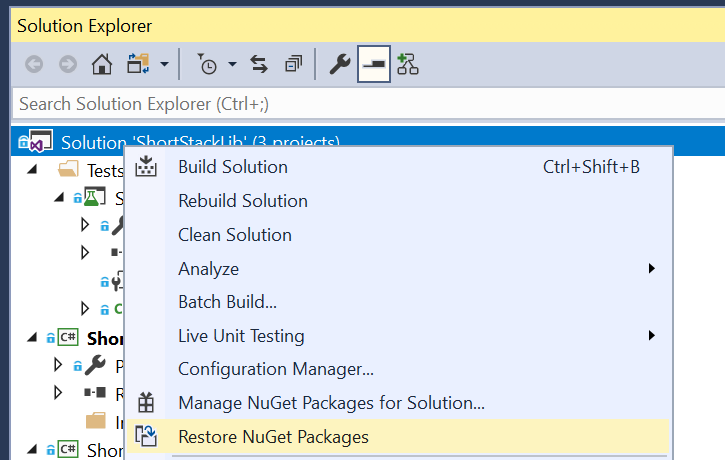 Solution Explorer
Search Solution Explorer (Ctrl+;)
Solution 'ShortStackLib' (3 projects)
Tests
Build Solution Ctrl+Shift+B
Rebuild Solution
Clean Solution
Analyze
Batch Build...
Live Unit Testing
C# Shor
Configuration Manager...
Manage NuGet Packages for Solution...
Restore NuGet Packages
C# Shor